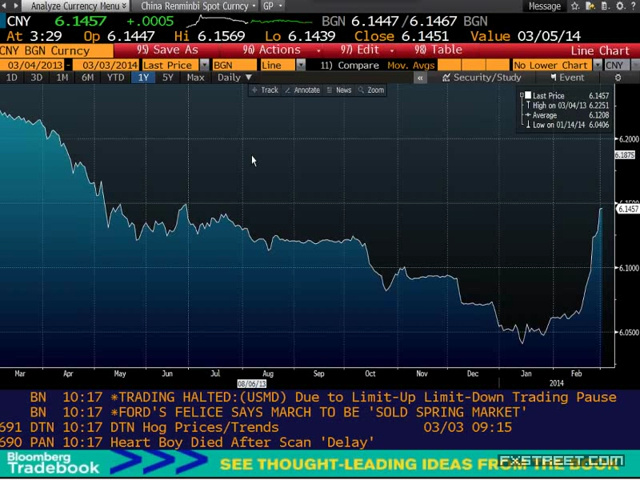 Analyze Currency Menu China Renminbi Spot Curncy GP Message
CNY 6.1457 +.0005 BGN 6.1447/6.1467 BGN
At 3:29 Op 6.1447 Hi 6.1569 Lo 6.1439 Close 6.1451 Value 03/05/14
CNY BGN Curncy 95) Save As 96) Actions 97) Edit 98) Table Line Chart
03/04/2013 - 03/03/2014 Last Price BGN Line 11) Compare Mov. Avgs No Lower Chart CNY
1D 3D 1M 6M YTD 1Y 5Y Max Daily « Security/Study Event
Track Annotate News Zoom
Last Price 6.1457
High on 03/04/13 6.2251
Average 6.1208
Low on 01/14/14 6.0406
6.2000
6.1875
6.1457
6.1000
6.0500
Mar Apr May Jun Jul Aug Sep Oct Nov Dec Jan Feb
08/06/13 2014
BN 10:17 *TRADING HALTED:(USMD) Due to Limit-Up Limit-Down Trading Pause
BN 10:17 *FORD'S FELICE SAYS MARCH TO BE 'SOLD SPRING MARKET'
691 DTN 10:17 DTN Hog Prices/Trends 03/03 09:15
690 PAN 10:17 Heart Boy Died After Scan 'Delay'
Bloomberg
Tradebook
SEE THOUGHT-LEADING IDEAS FROM THE BOOK
FXSTREET.COM